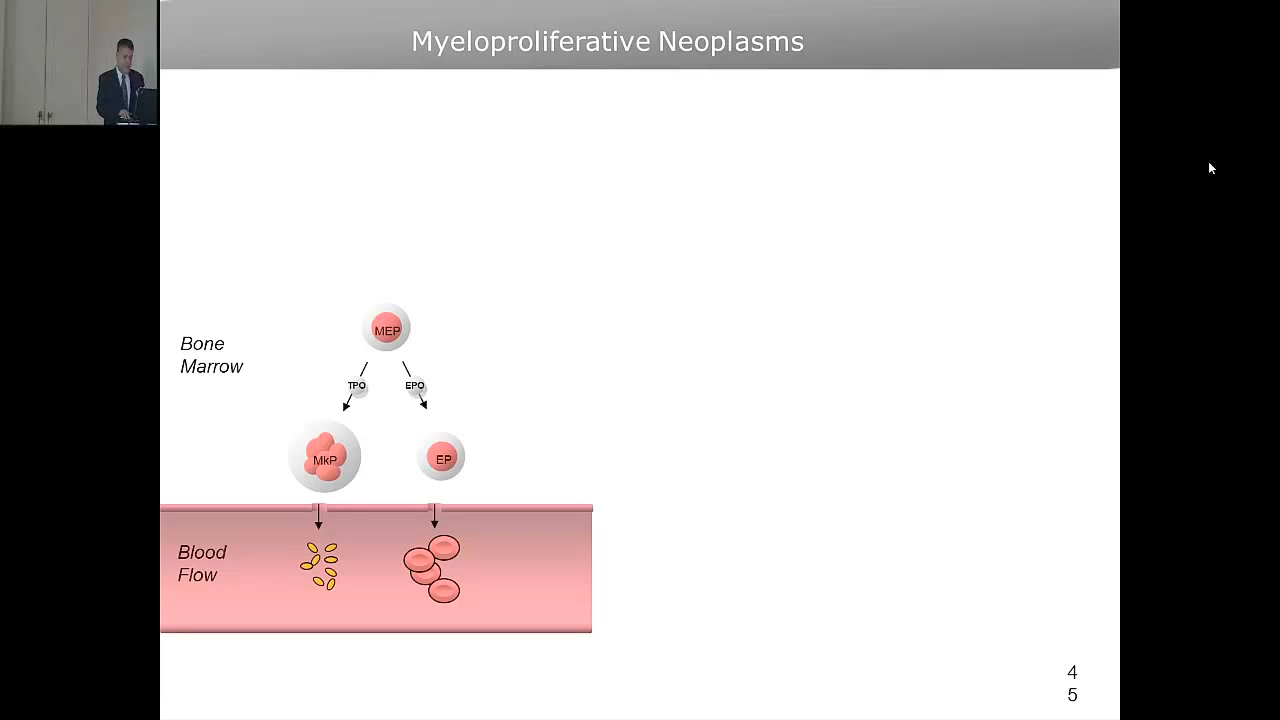 Myeloproliferative Neoplasms
MEP
Bone
Marrow
TPO
EPO
MkP
EP
Blood
Flow
4
5